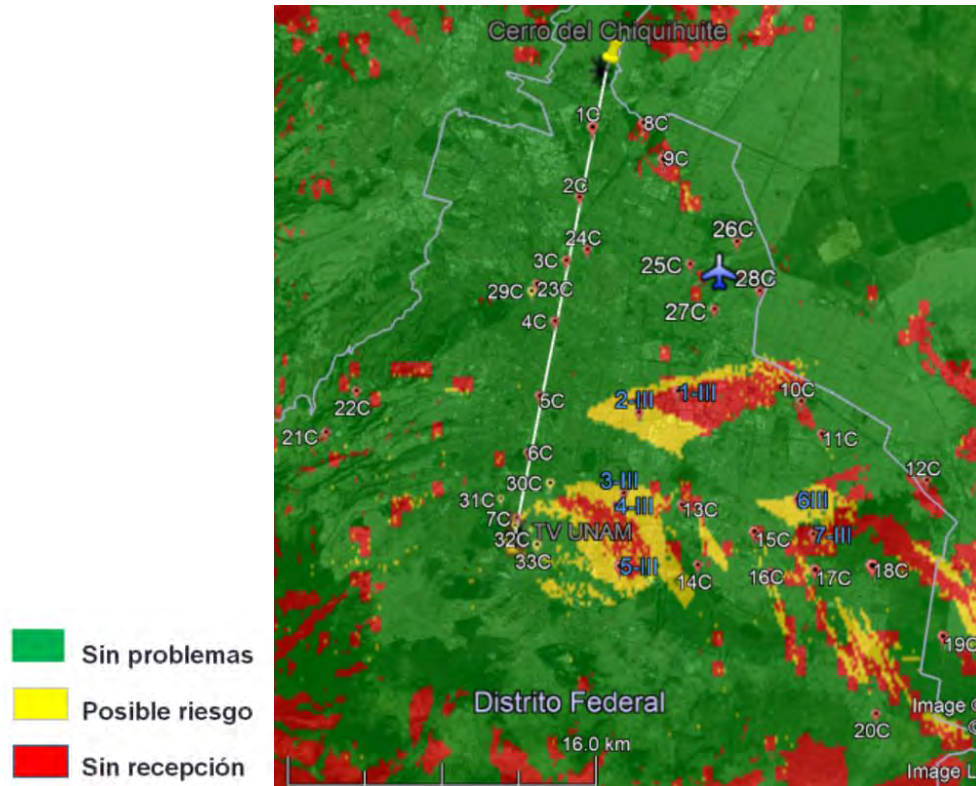 Cerro del Chiquihuite
1C
8C
9C
2C
24C
26C
3C
25C
29C
23C
28C
4C
27C
22C
5C
2-III
1-III
10C
21C
11C
6C
30C
3-III
12C
31C
4-III
13C
6III
7C
TV UNAM
15C
7-III
32C
33C
5-III
14C
16C
17C
18C
19C
Sin problemas
Posible riesgo
Sin recepción
Distrito Federal
Image ©
©
20C
16.0 km
Image L